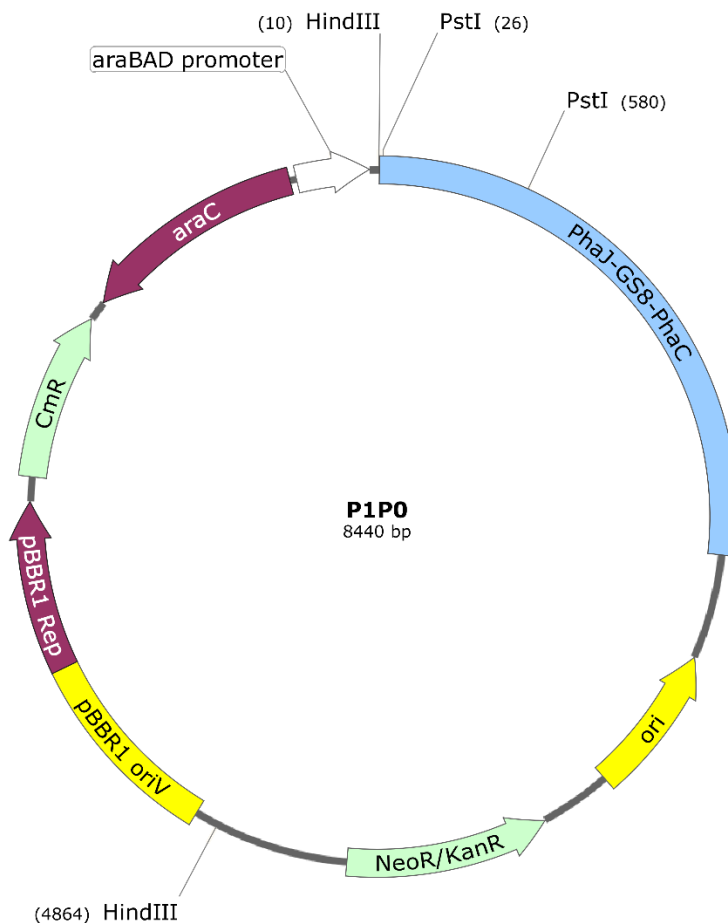 (10) HindIII
PstI (26)
araBAD promoter
PstI (580)
araC
PhaJ-GS8-PhaC
CmR
P1P0
8440 bp
pBBR1 Rep
pBBR1 oriV
ori
NeoR/KanR
(4864) HindIII